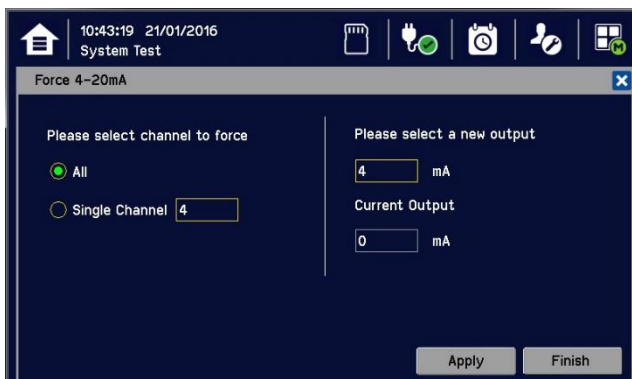 10:43:19 21/01/2016
System Test
M
Force 4-20mA
Please select channel to force
All
Single Channel 4
Please select a new output
4 mA
Current Output
0 mA
Apply
Finish